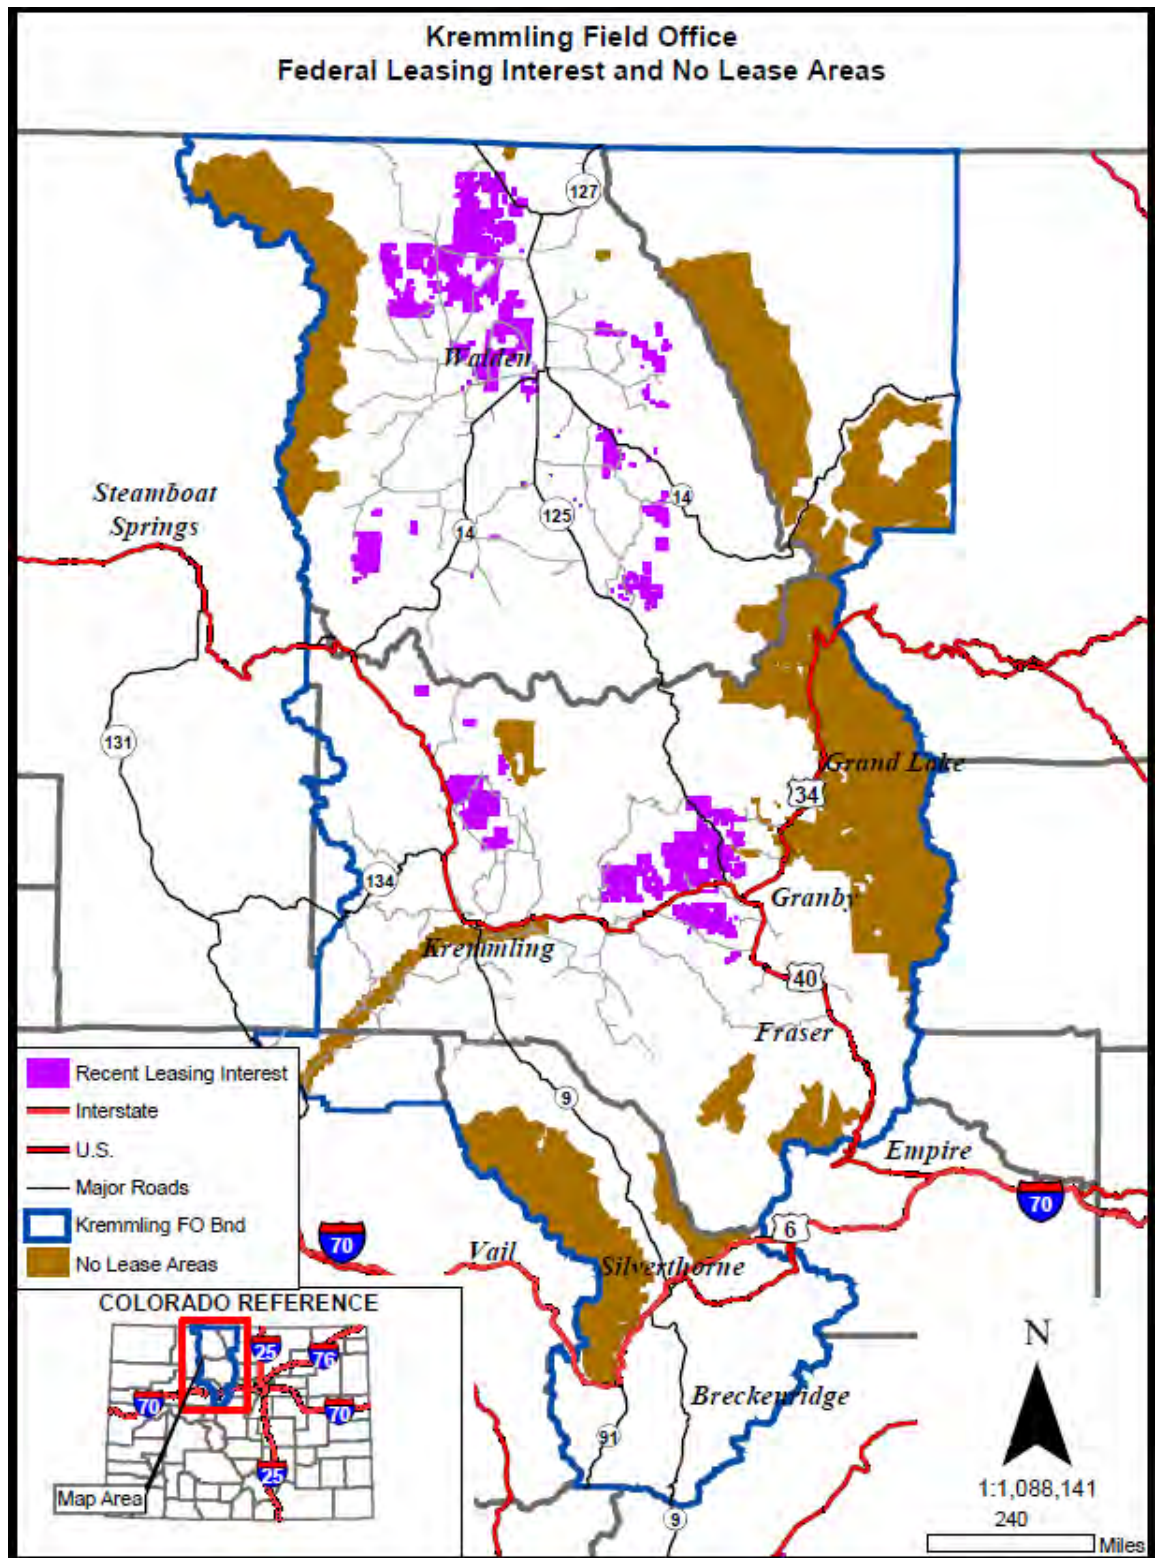 Kremmling Field Office
Federal Leasing Interest and No Lease Areas
127
Walden
Steamboat
Springs
14
125
14
131
Grand Lake
34
134
Granby
Kremmling
40
Fraser
Recent Leasing Interest
Interstate
U.S.
Major Roads
Kremmling FO Bnd
No Lease Areas
9
Empire
70
70
6
Vail
Silverthorne
COLORADO REFERENCE
25
76
70
70
25
Map Area
Breckenridge
91
9
N
1:1,088,141
240
Miles